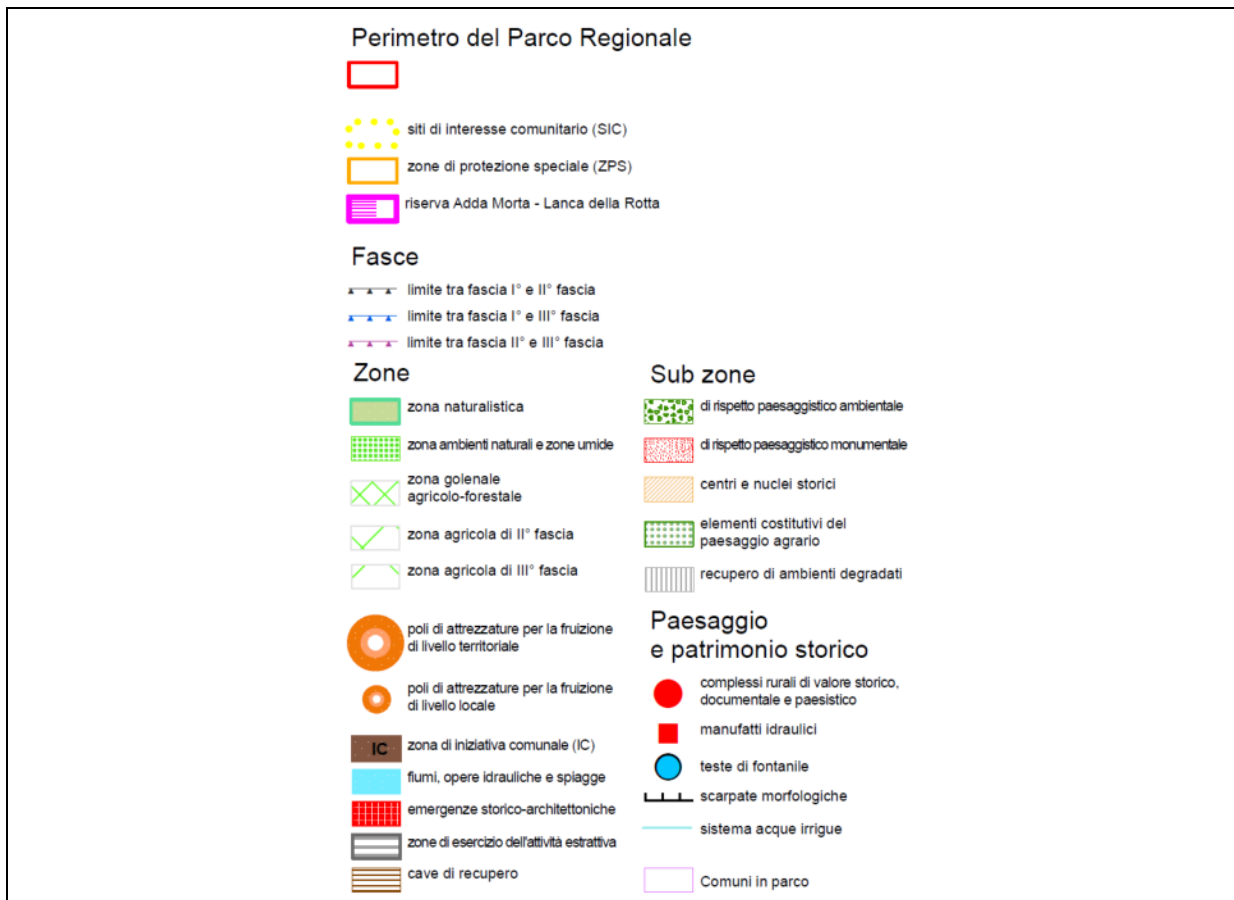 Perimetro del Parco Regionale
siti di interesse comunitario (SIC)
zone di protezione speciale (ZPS)
riserva Adda Morta - Lanca della Rotta
Fasce
limite tra fascia I° e II° fascia
limite tra fascia I° e III° fascia
limite tra fascia II° e III° fascia
Zone
zona naturalistica
zona ambienti naturali e zone umide
zona golenale
agricolo-forestale
zona agricola di II° fascia
zona agricola di III° fascia
poli di attrezzature per la fruizione
di livello territoriale
poli di attrezzature per la fruizione
di livello locale
IC zona di iniziativa comunale (IC)
fiumi, opere idrauliche e spiagge
emergenze storico-architettoniche
zone di esercizio dell'attività estrattiva
cave di recupero
Sub zone
di rispetto paesaggistico ambientale
di rispetto paesaggistico monumentale
centri e nuclei storici
elementi costitutivi del
paesaggio agrario
recupero di ambienti degradati
Paesaggio
e patrimonio storico
complessi rurali di valore storico,
documentale e paesistico
manufatti idraulici
teste di fontanile
scarpate morfologiche
sistema acque irrigue
Comuni in parco